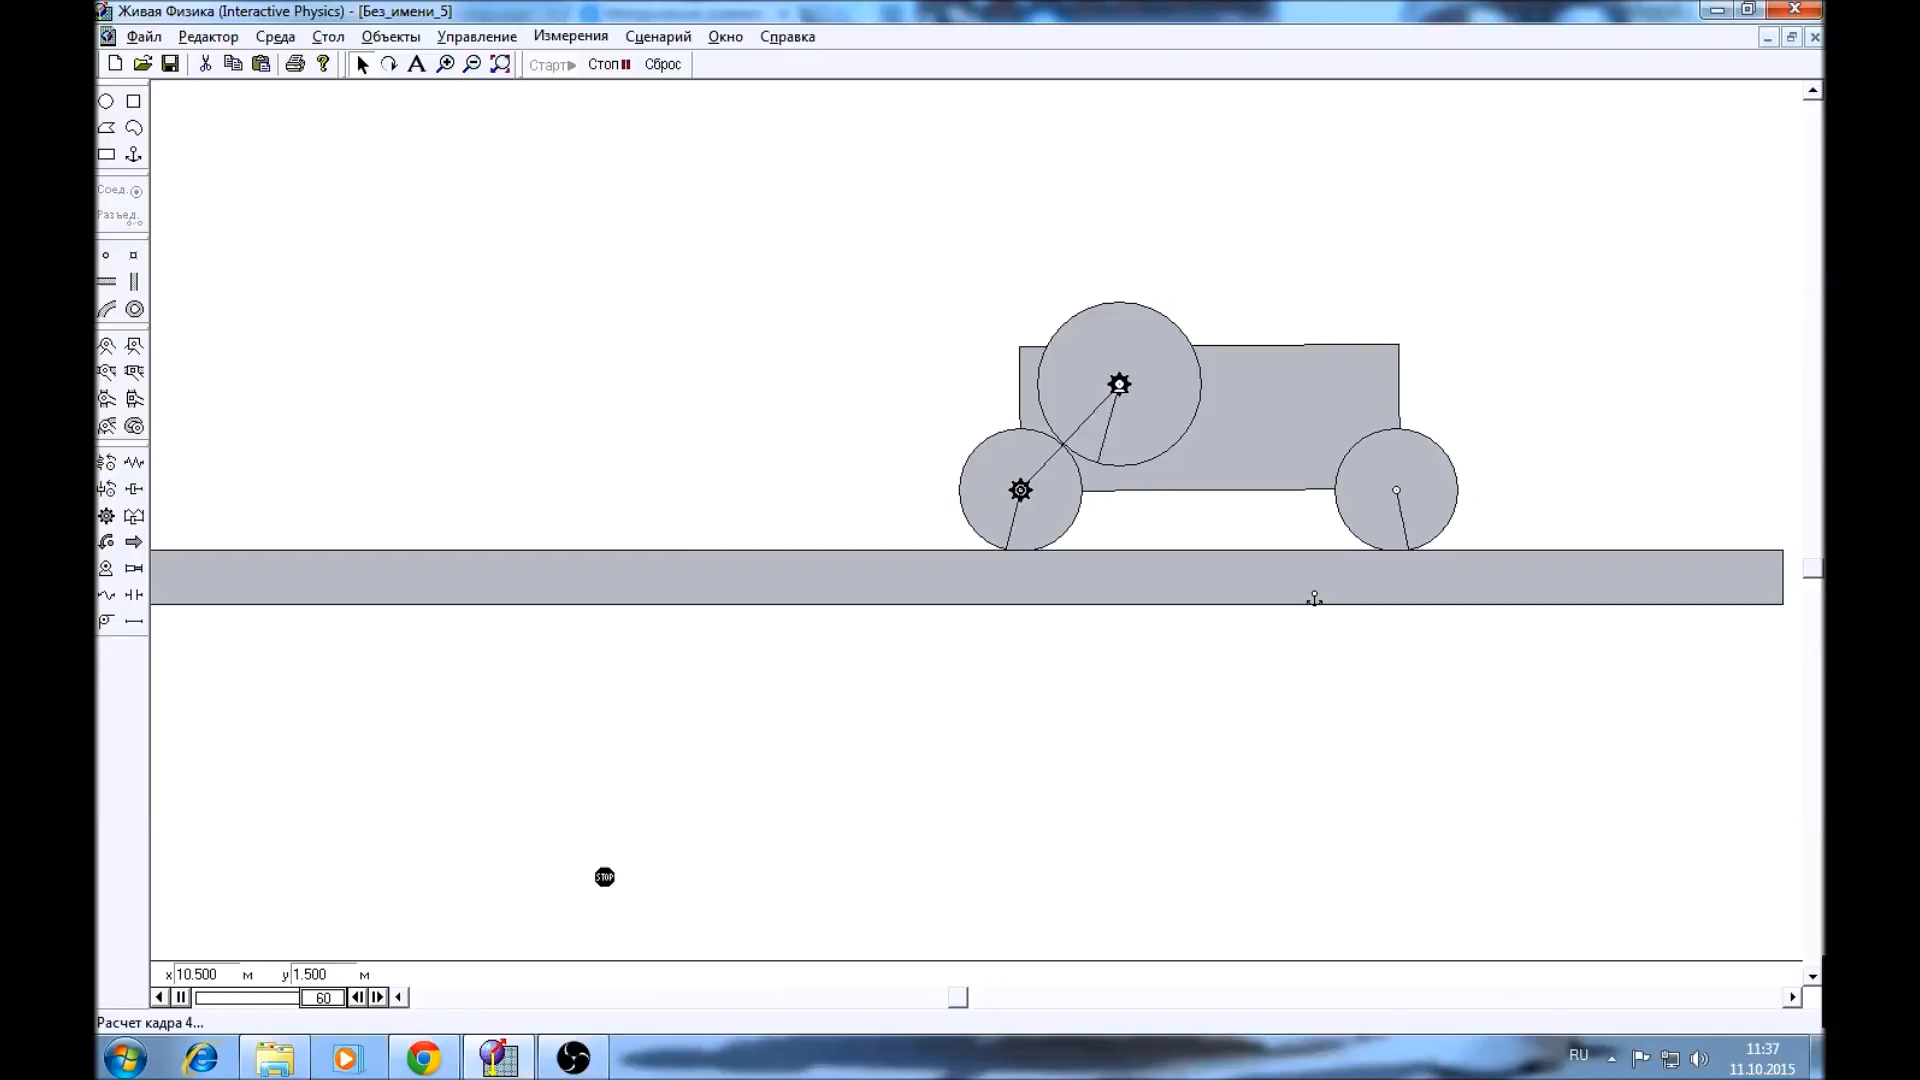 Живая Физика (Interactive Physics) - [Без_имени_5]
Файл Редактор Среда Стол Объекты Управление Измерения Сценарий Окно Справка
Старт Стоп Сброс
Соед.
Разъед.
STOP
x 10.500 м y 1.500 м
60
Расчет кадра 4...
RU
11:37
11.10.2015